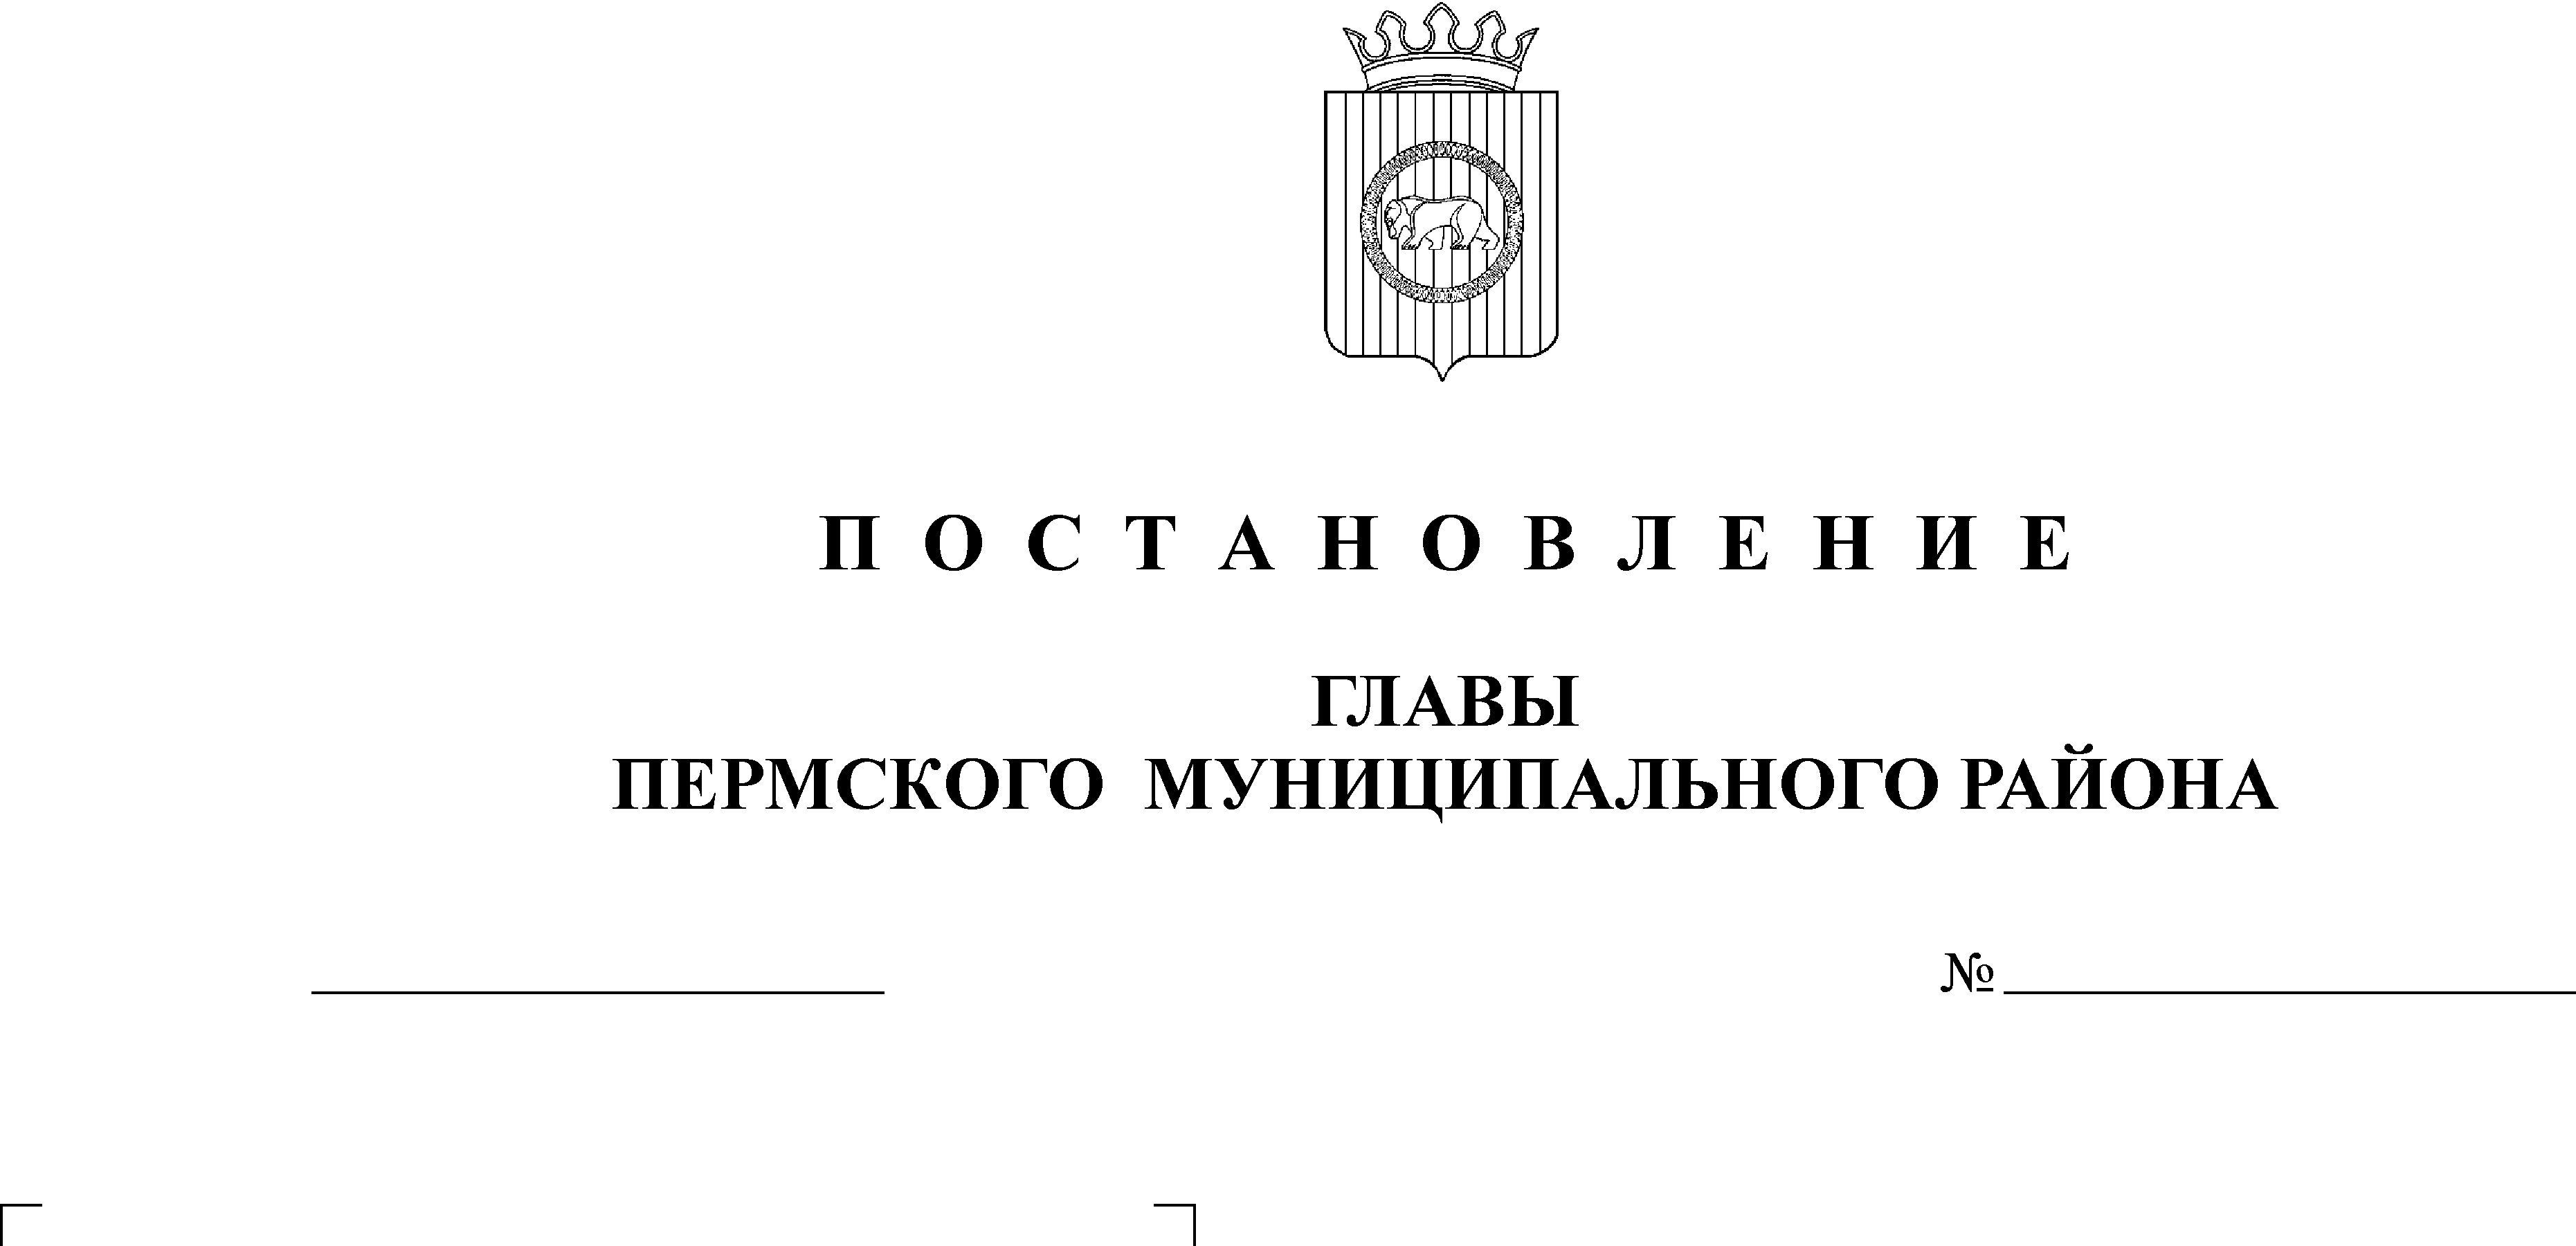 П О С Т А Н О В Л Е Н И Е
ГЛАВЫ
ПЕРМСКОГО МУНИЦИПАЛЬНОГО РАЙОНА
№